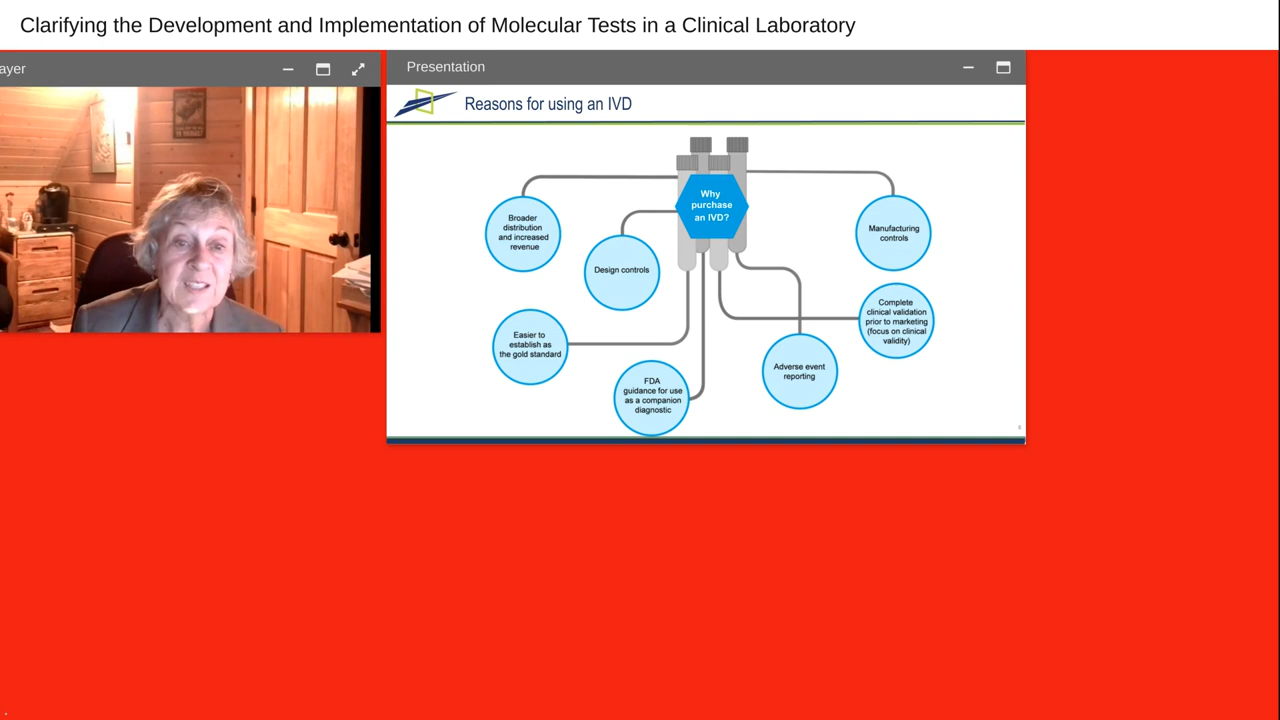 Clarifying the Development and Implementation of Molecular Tests in a Clinical Laboratory
ayer
Presentation
Reasons for using an IVD
Why
purchase
an IVD?
Broader
distribution
and increased
revenue
Design controls
Manufacturing
controls
Easier to
establish as
the gold standard
Complete
clinical validation
prior to marketing
(focus on clinical
validity)
FDA
guidance for use
as a companion
diagnostic
Adverse event
reporting
8